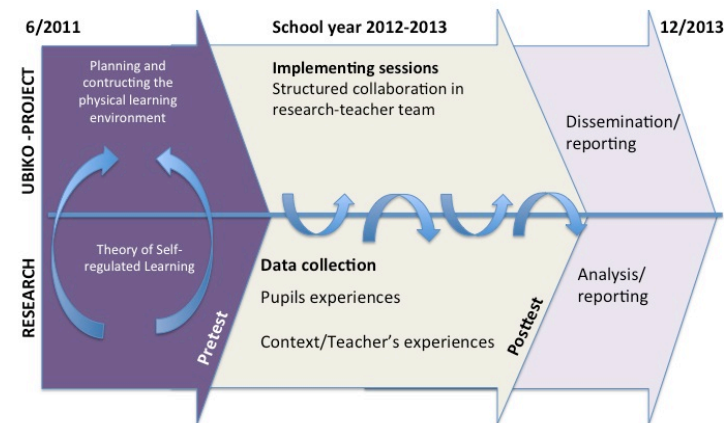 6/2011
School year 2012-2013
12/2013
UBIKO -PROJECT
Planning and
contructing the
physical learning
environment
Implementing sessions
Structured collaboration in
research-teacher team
Dissemination/
reporting
RESEARCH
Theory of Self-
regulated Learning
Pretest
Data collection
Pupils experiences
Context/Teacher's experiences
Posttest
Analysis/
reporting